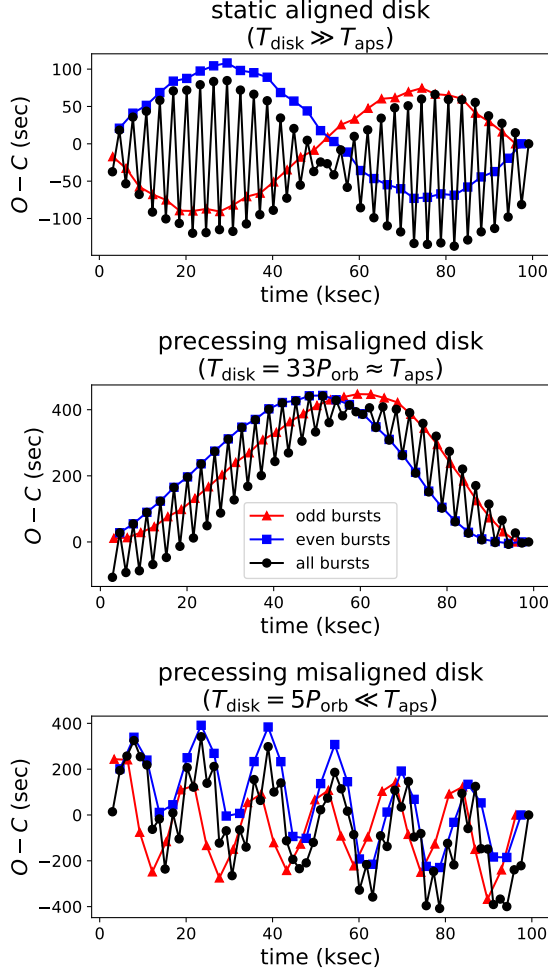 static aligned disk
(T_disk ≫ T_aps)
O − C (sec)
100
50
0
−50
−100
0 20 40 60 80 100
time (ksec)
precessing misaligned disk
(T_disk = 33P_orb ≈ T_aps)
O − C (sec)
400
200
0
odd bursts
even bursts
all bursts
0 20 40 60 80 100
time (ksec)
precessing misaligned disk
(T_disk = 5P_orb ≪ T_aps)
O − C (sec)
400
200
0
−200
−400
0 20 40 60 80 100
time (ksec)